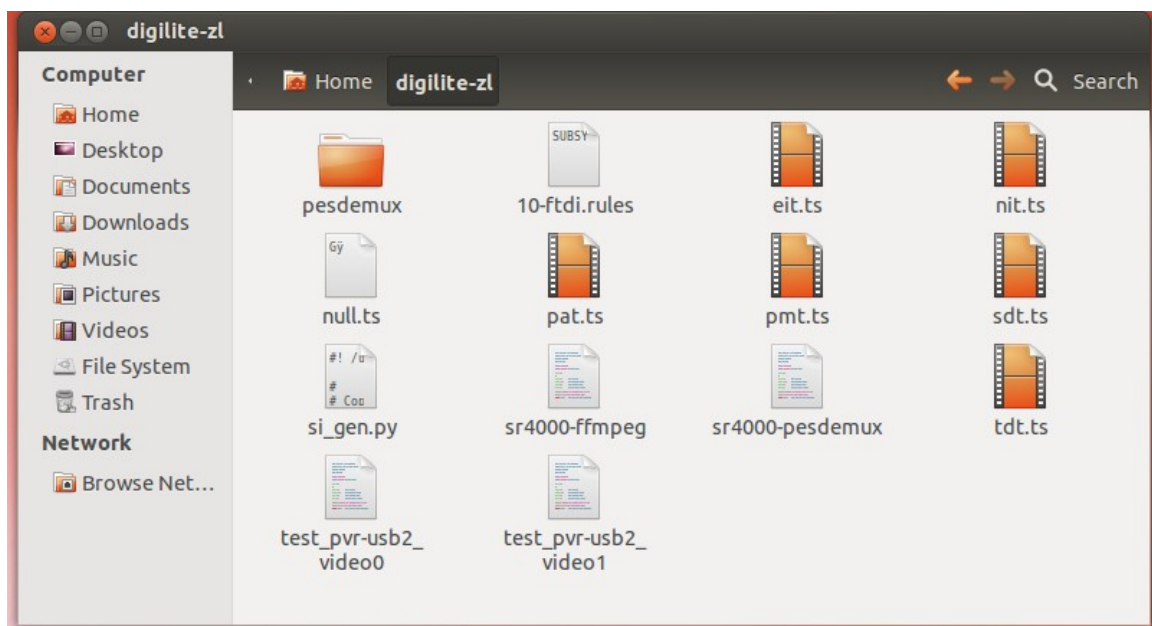 digilite-zl
Computer
Home
Desktop
Documents
Downloads
Music
Pictures
Videos
File System
Trash
Network
Browse Net...
Home digilite-zl Search
SUBSY
pesdemux 10-ftdi.rules eit.ts nit.ts
Gÿ
null.ts pat.ts pmt.ts sdt.ts
#! /u
#
# Cop
si_gen.py sr4000-ffmpeg sr4000-pesdemux tdt.ts
test_pvr-usb2_ test_pvr-usb2_
video0 video1